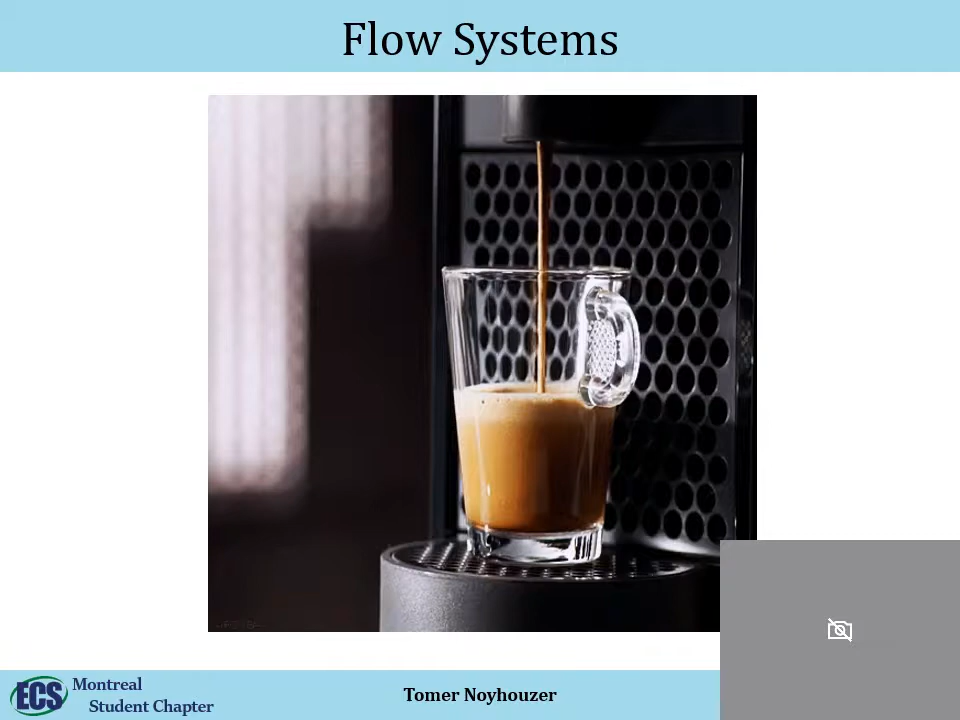 Flow Systems
ECS
Montreal
Student Chapter
Tomer Noyhouzer